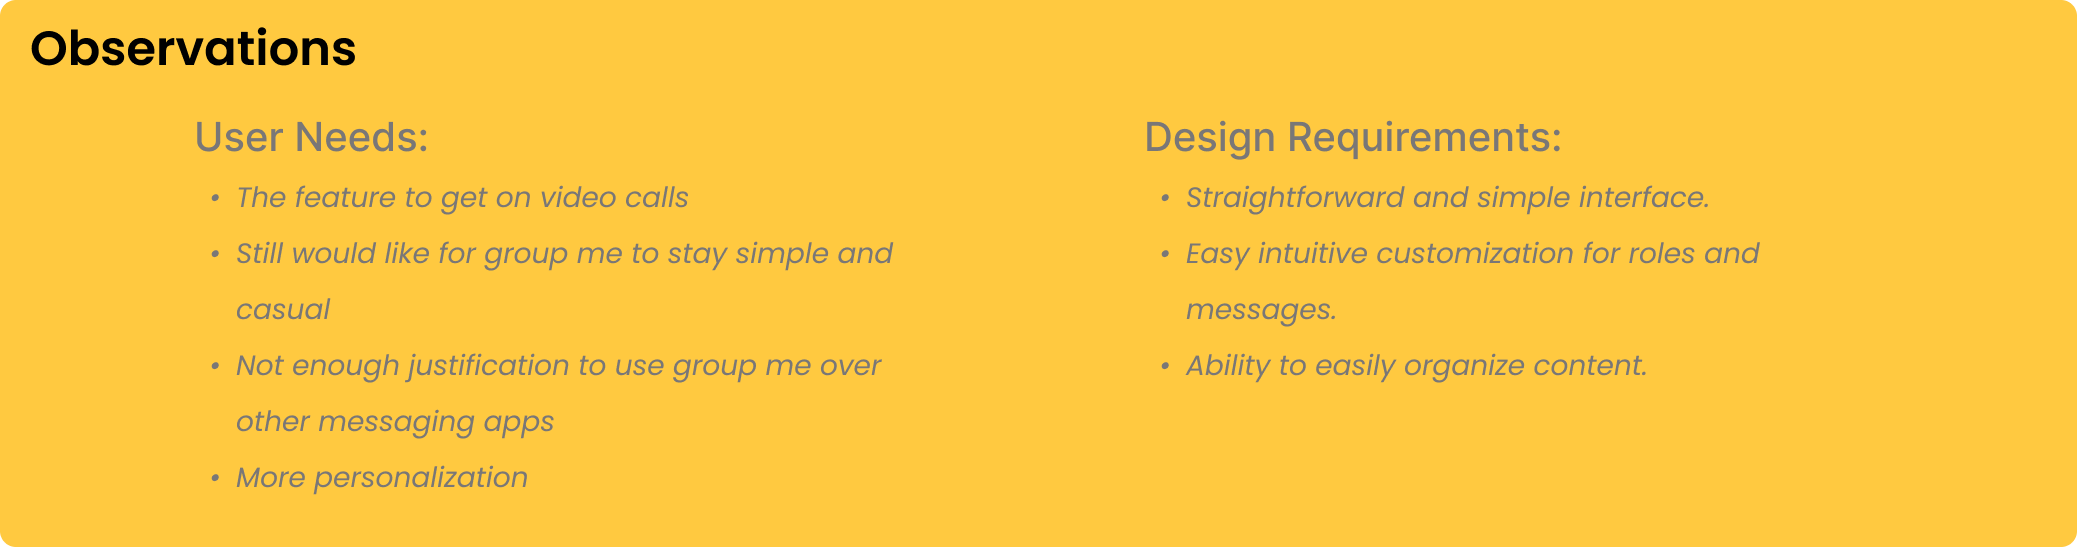 Observations
User Needs:
• The feature to get on video calls
• Still would like for group me to stay simple and
casual
• Not enough justification to use group me over
other messaging apps
• More personalization
Design Requirements:
• Straightforward and simple interface.
• Easy intuitive customization for roles and
messages.
• Ability to easily organize content.